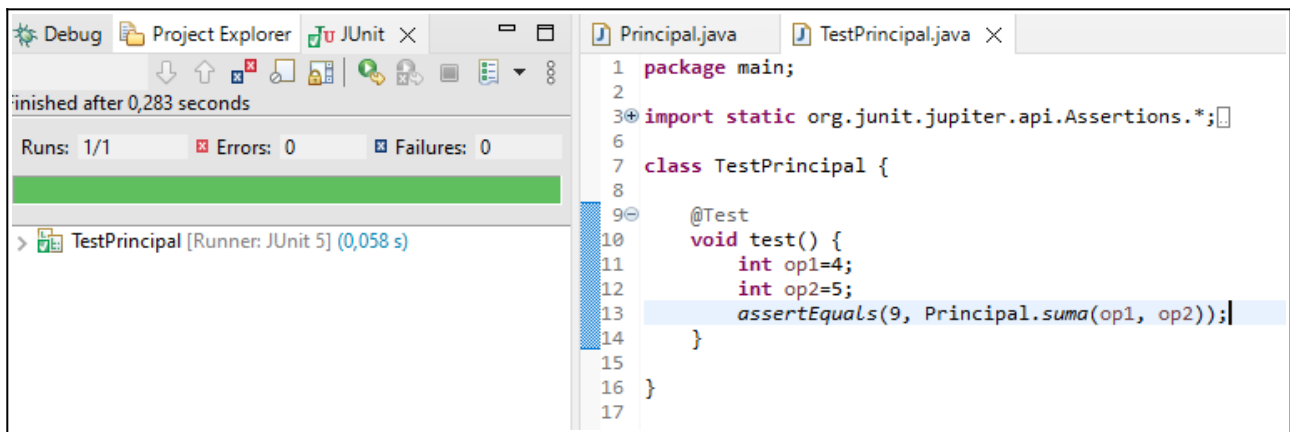 Debug Project Explorer JUnit
Finished after 0,283 seconds
Runs: 1/1 Errors: 0 Failures: 0
TestPrincipal [Runner: JUnit 5] (0,058 s)
Principal.java TestPrincipal.java
1 package main;
2
3 import static org.junit.jupiter.api.Assertions.*;
6
7 class TestPrincipal {
8
9 @Test
10 void test() {
11 int op1=4;
12 int op2=5;
13 assertEquals(9, Principal.suma(op1, op2));
14 }
15
16 }
17